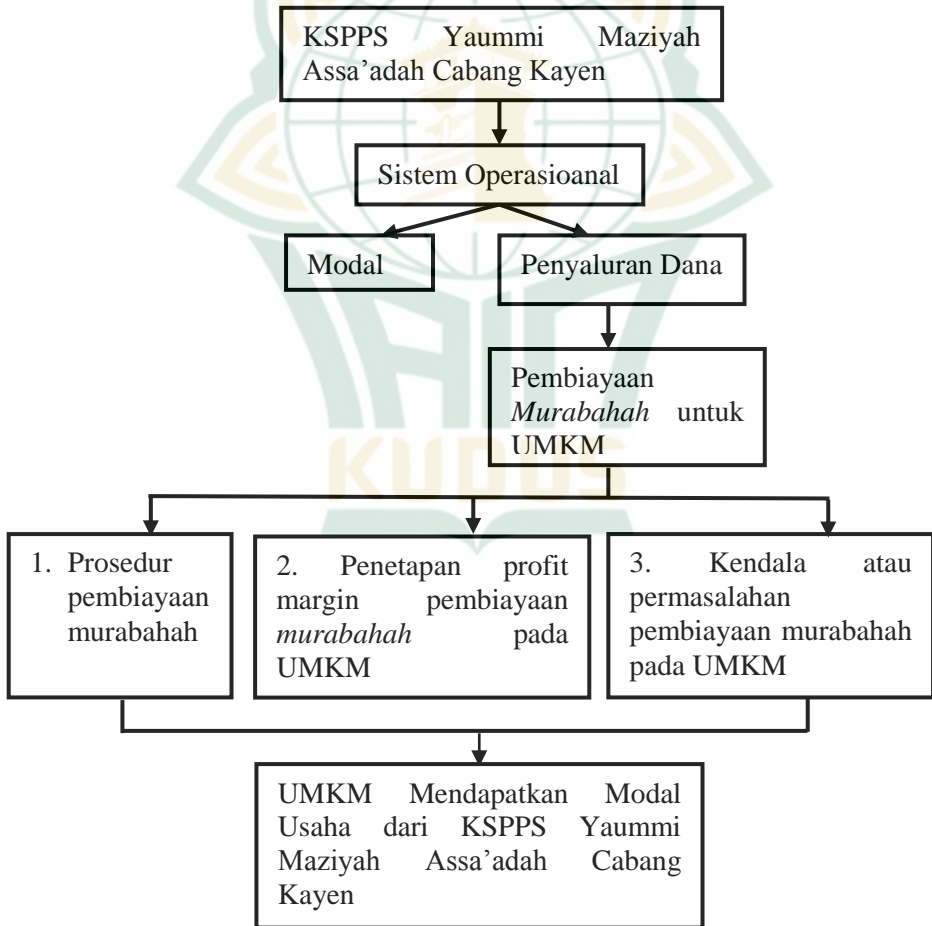 KSPPS Yaummi Maziyah
Assa'adah Cabang Kayen
Sistem Operasioanal
Modal
Penyaluran Dana
Pembiayaan
Murabahah untuk
UMKM
KUDUS
1. Prosedur
pembiayaan
murabahah
2. Penetapan profit
margin pembiayaan
murabahah pada
UMKM
3. Kendala atau
permasalahan
pembiayaan murabahah
pada UMKM
UMKM Mendapatkan Modal
Usaha dari KSPPS Yaummi
Maziyah Assa'adah Cabang
Kayen